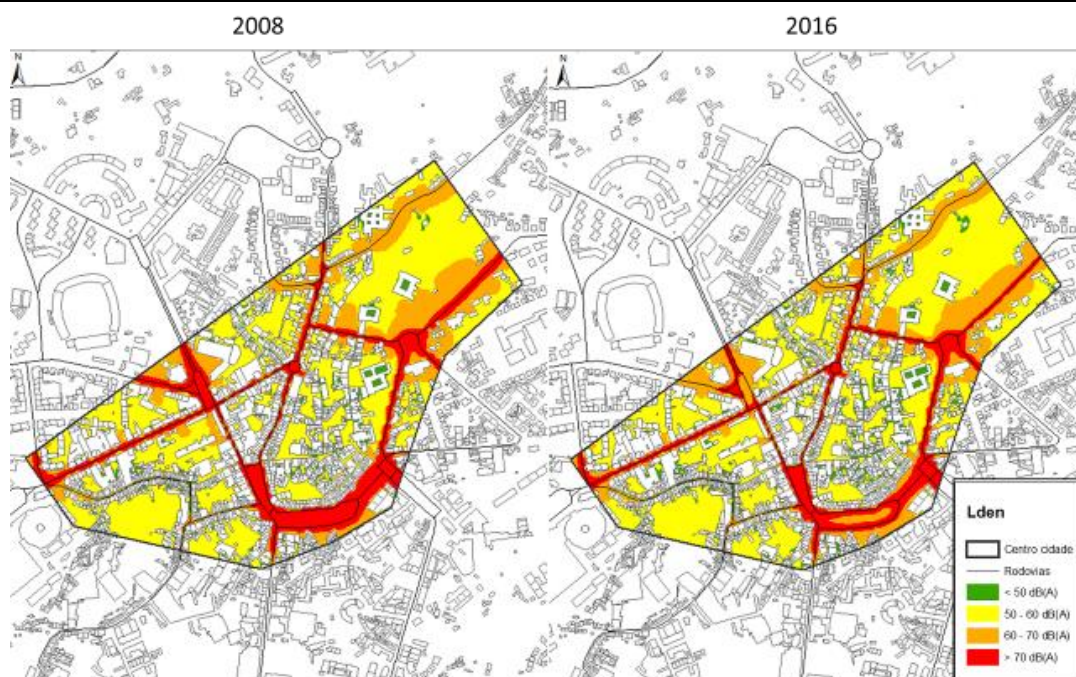 2008
2016
N
N
Lden
Centro cidade
Rodovias
< 50 dB(A)
50 - 60 dB(A)
60 - 70 dB(A)
> 70 dB(A)